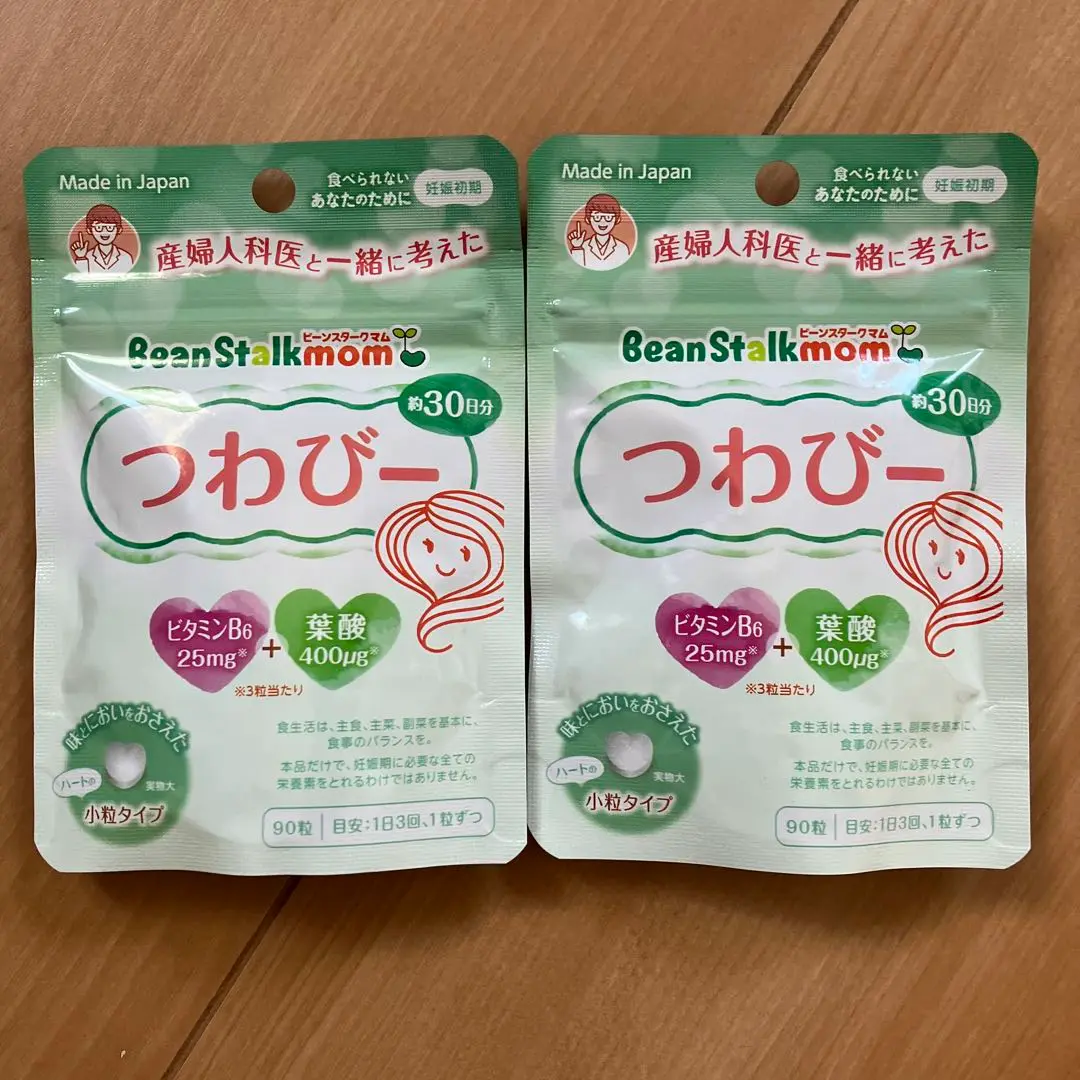 Made in Japan
食べられない
あなたのために
妊娠初期
産婦人科医と一緒に考えた
ビーンスタークマム
BeanStalkmom
約30日分
つわびー
ビタミンB6
25mg※
+
葉酸
400μg※
※3粒当たり
味とにおいをおさえた
ハートの
実物大
小粒タイプ
食生活は、主食、主菜、副菜を基本に、
食事のバランスを。
本品だけで、妊娠期に必要な全ての
栄養素をとれるわけではありません。
90粒 目安:1日3回、1粒ずつ
Made in Japan
食べられない
あなたのために
妊娠初期
産婦人科医と一緒に考えた
ビーンスタークマム
BeanStalkmom
約30日分
つわびー
ビタミンB6
25mg※
+
葉酸
400μg※
※3粒当たり
味とにおいをおさえた
ハートの
実物大
小粒タイプ
食生活は、主食、主菜、副菜を基本に、
食事のバランスを。
本品だけで、妊娠期に必要な全ての
栄養素をとれるわけではありません。
90粒 目安:1日3回、1粒ずつ